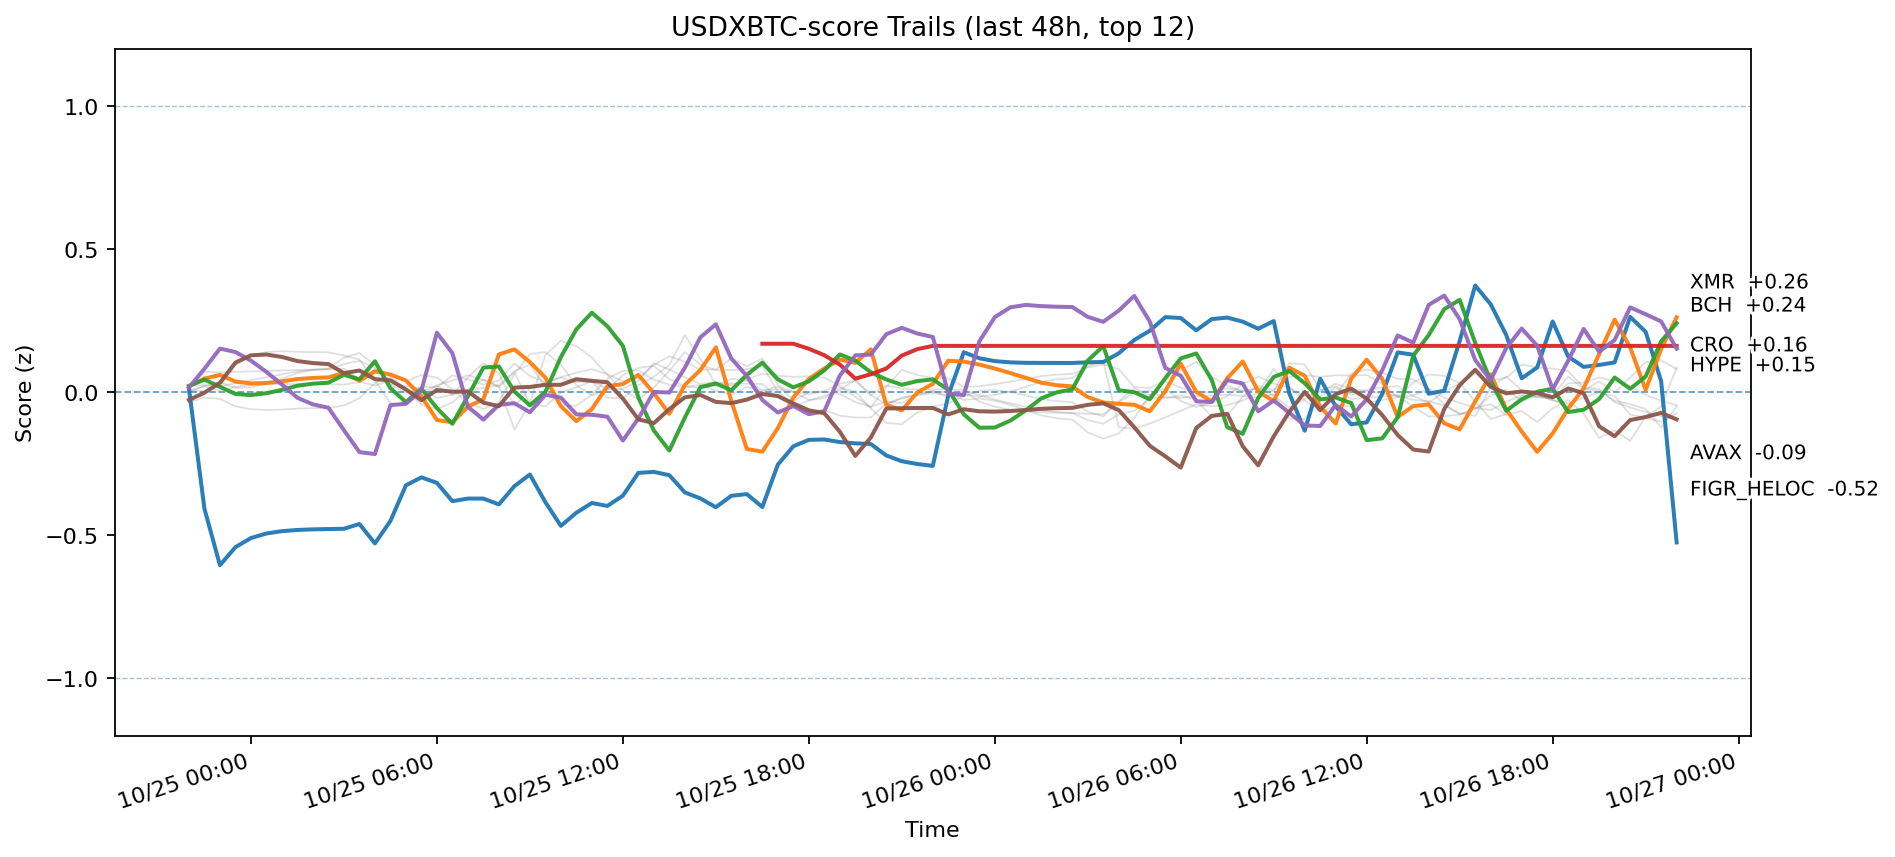 USDXBTC-score Trails (last 48h, top 12)
Score (z)
1.0
0.5
0.0
−0.5
−1.0
XMR +0.26
BCH +0.24
CRO +0.16
HYPE +0.15
AVAX -0.09
FIGR_HELOC -0.52
10/25 00:00
10/25 06:00
10/25 12:00
10/25 18:00
10/26 00:00
10/26 06:00
10/26 12:00
10/26 18:00
10/27 00:00
Time